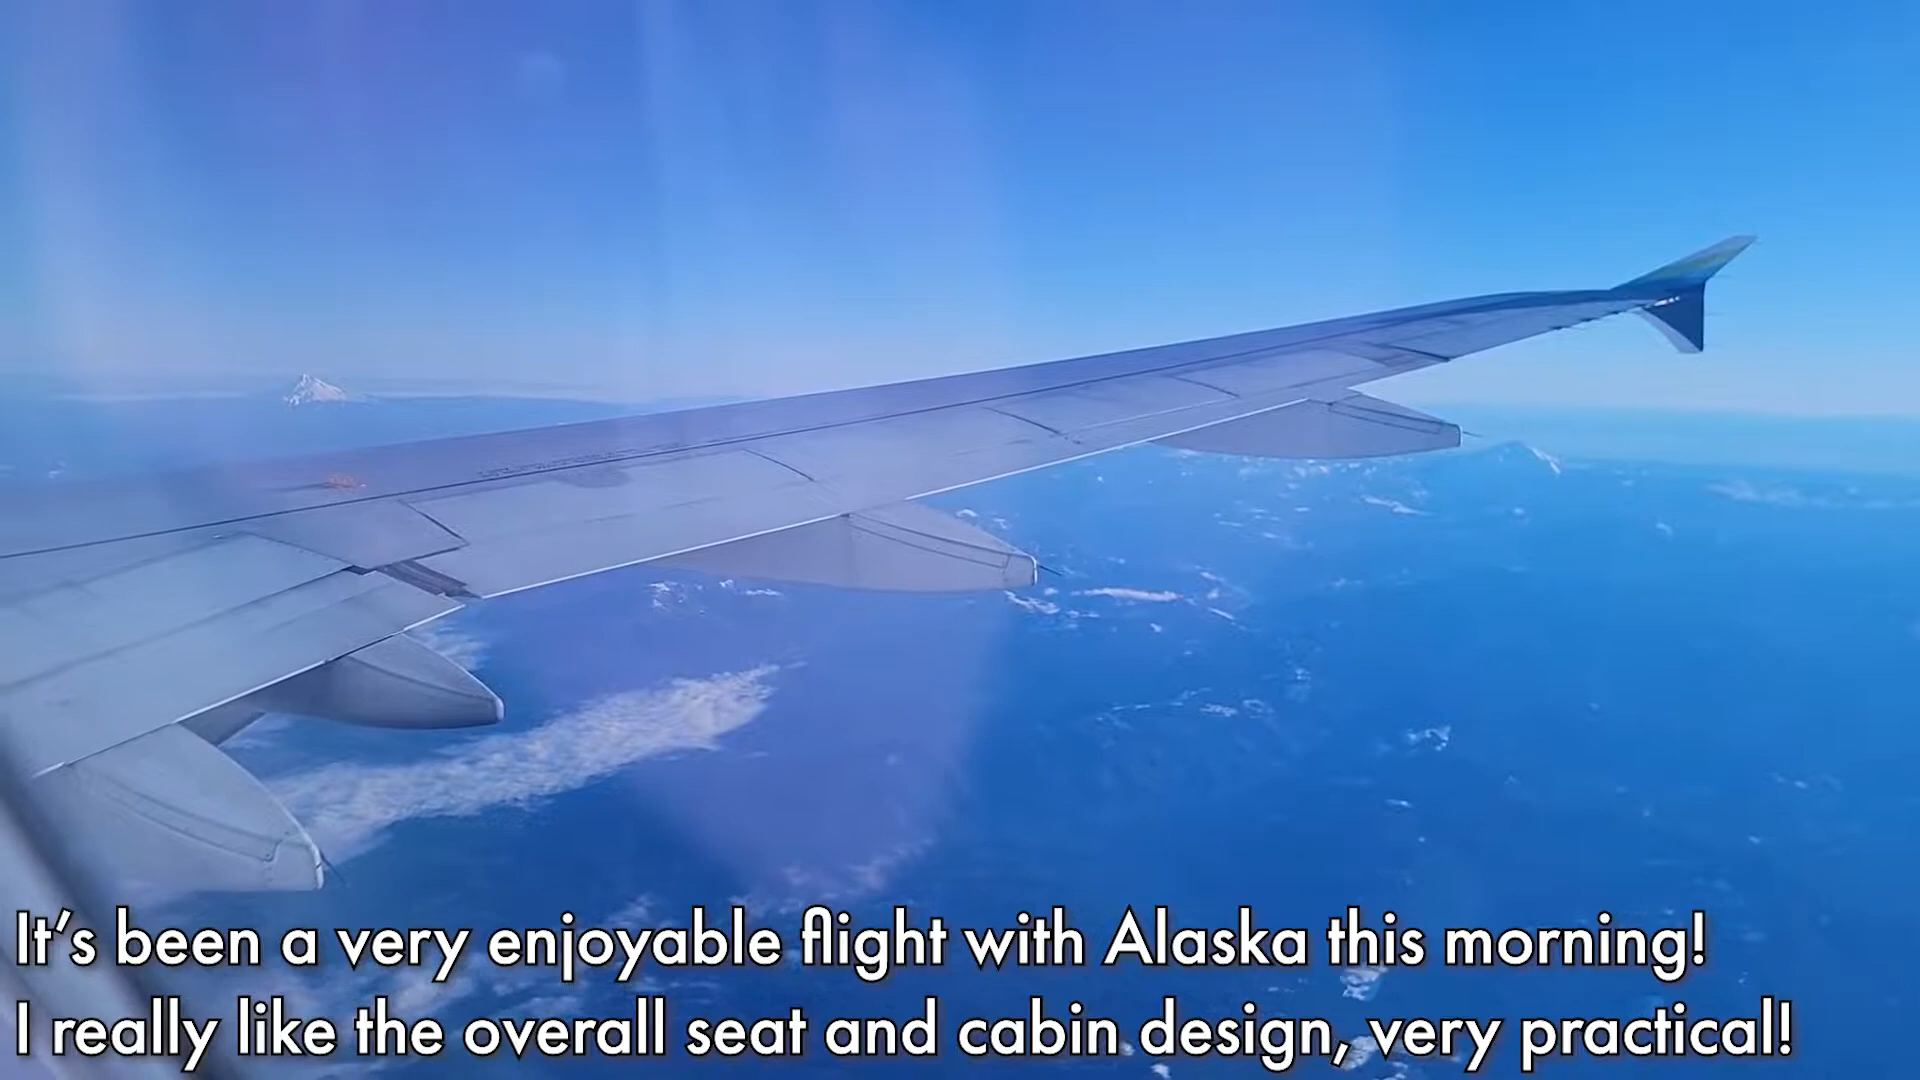 It's been a very enjoyable flight with Alaska this morning!
I really like the overall seat and cabin design, very practical!